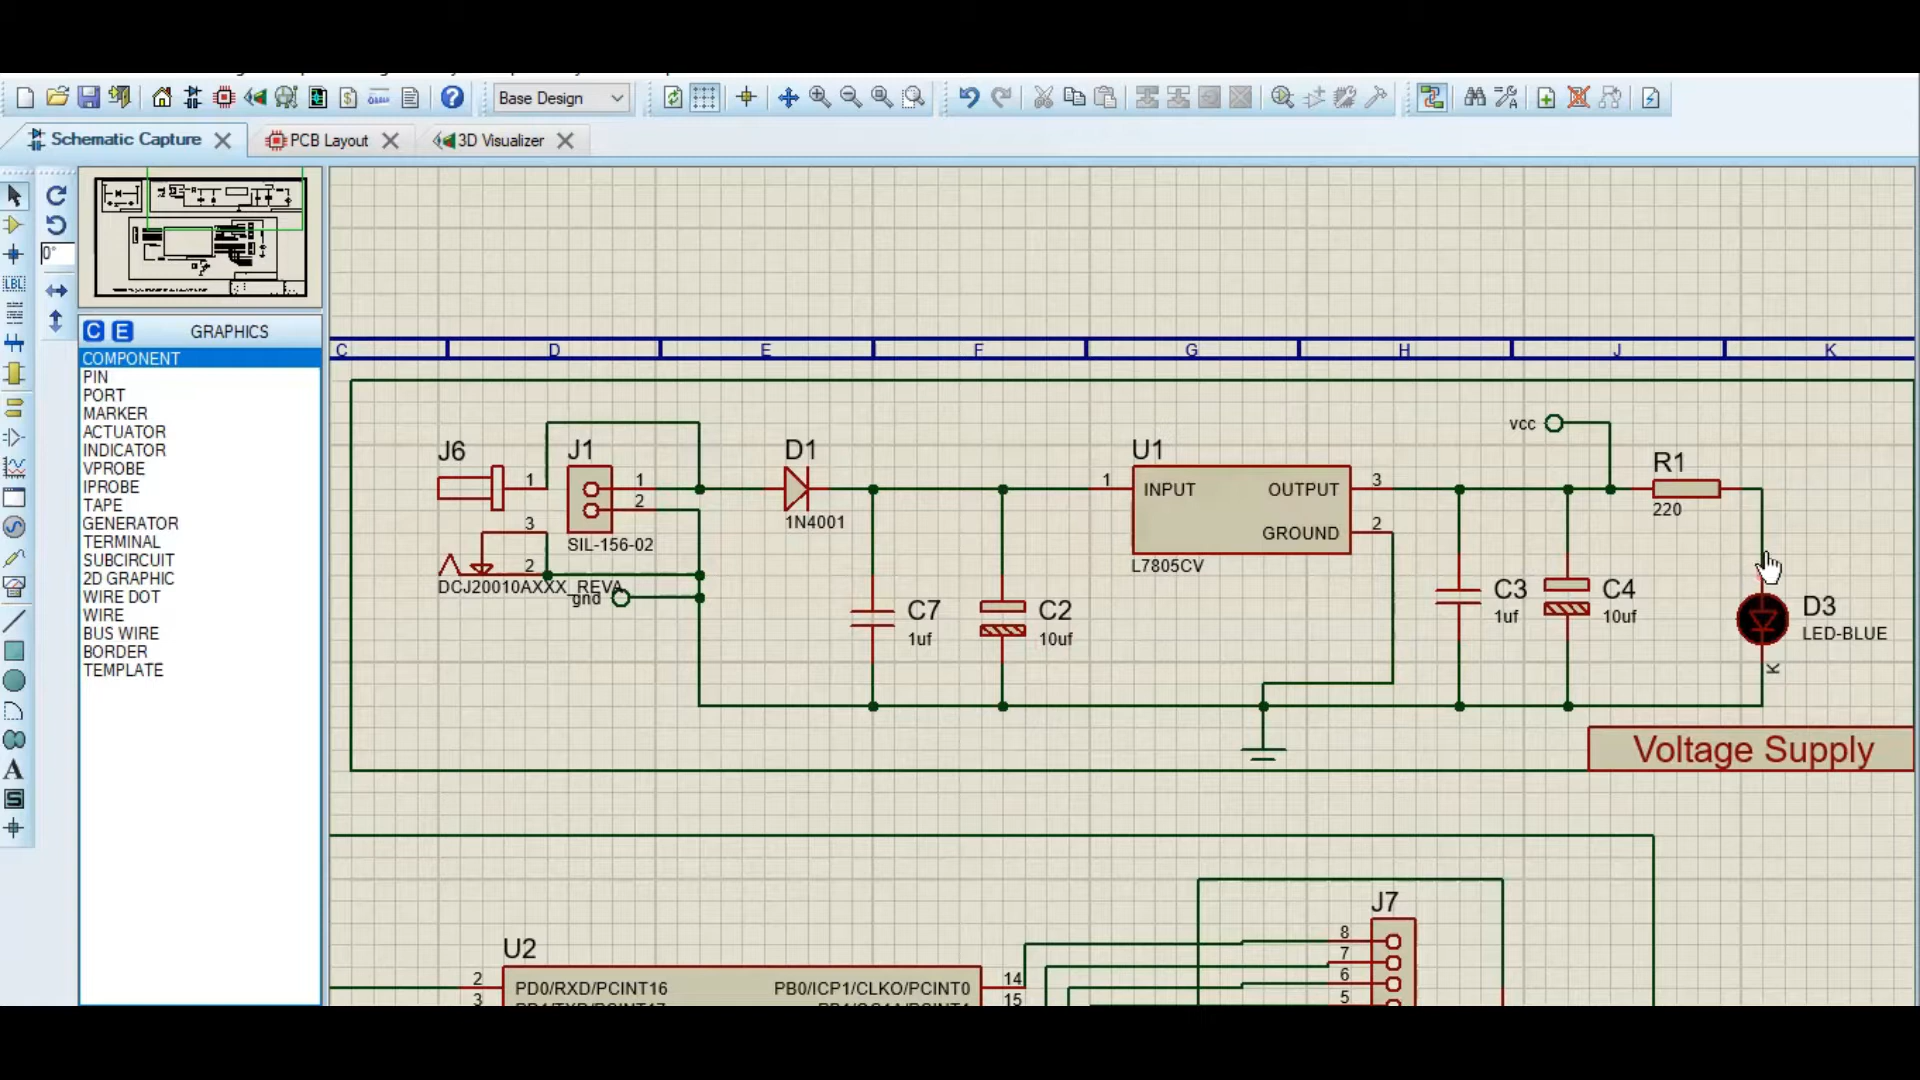 Base Design
Schematic Capture
PCB Layout
3D Visualizer
0°
LBL
A
S
C E GRAPHICS
COMPONENT
PIN
PORT
MARKER
ACTUATOR
INDICATOR
VPROBE
IPROBE
TAPE
GENERATOR
TERMINAL
SUBCIRCUIT
2D GRAPHIC
WIRE DOT
WIRE
BUS WIRE
BORDER
TEMPLATE
C D E F G H J K
J6
1
3
2
DCJ20010AXXX_REVA
gnd
J1
1
2
SIL-156-02
D1
1N4001
C7
1uf
C2
10uf
U1
1 INPUT OUTPUT 3
GROUND 2
L7805CV
C3
1uf
C4
10uf
vcc
R1
220
D3
LED-BLUE
K
Voltage Supply
U2
2 PD0/RXD/PCINT16 PB0/ICP1/CLKO/PCINT0 14
3 15
J7
8
7
6
5